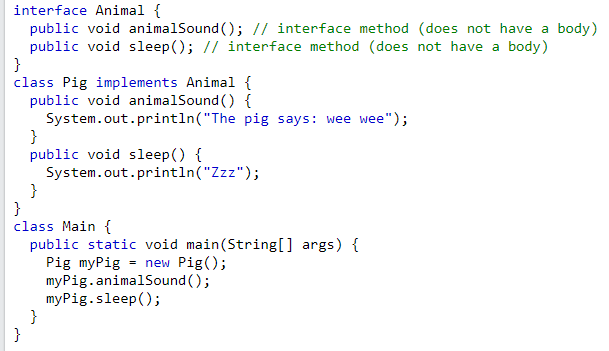 interface Animal {
  public void animalSound(); // interface method (does not have a body)
  public void sleep(); // interface method (does not have a body)
}
class Pig implements Animal {
  public void animalSound() {
    System.out.println("The pig says: wee wee");
  }
  public void sleep() {
    System.out.println("Zzz");
  }
}
class Main {
  public static void main(String[] args) {
    Pig myPig = new Pig();
    myPig.animalSound();
    myPig.sleep();
  }
}